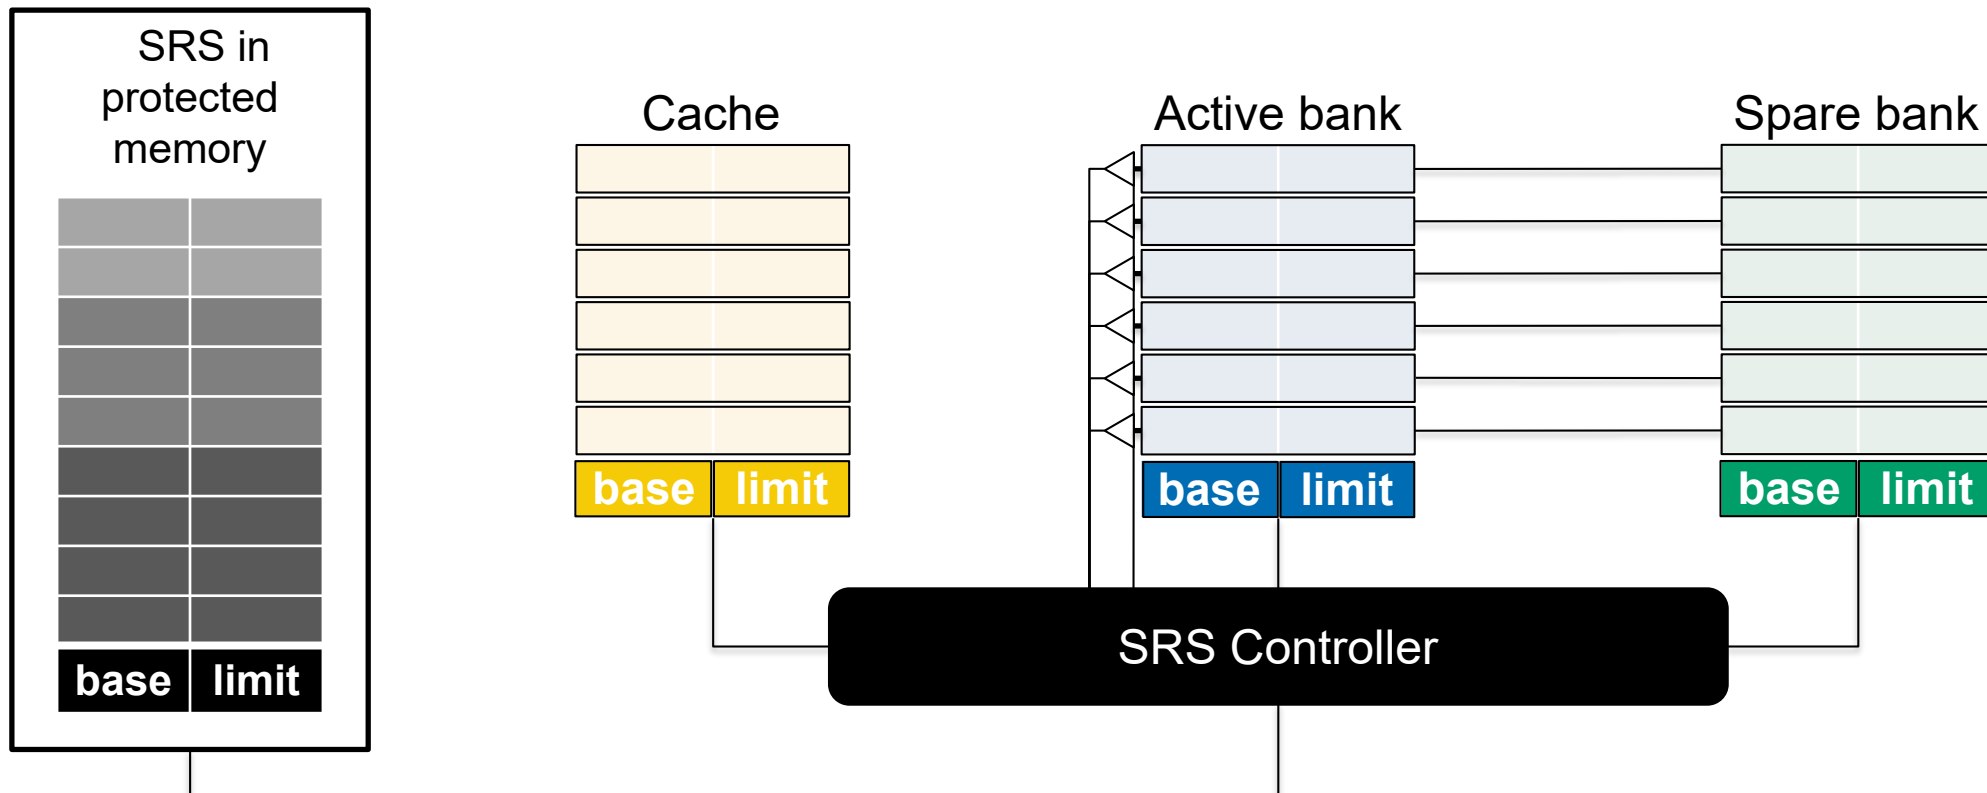 SRS in
protected
memory
base limit
Cache
base limit
Active bank
base limit
Spare bank
base limit
SRS Controller